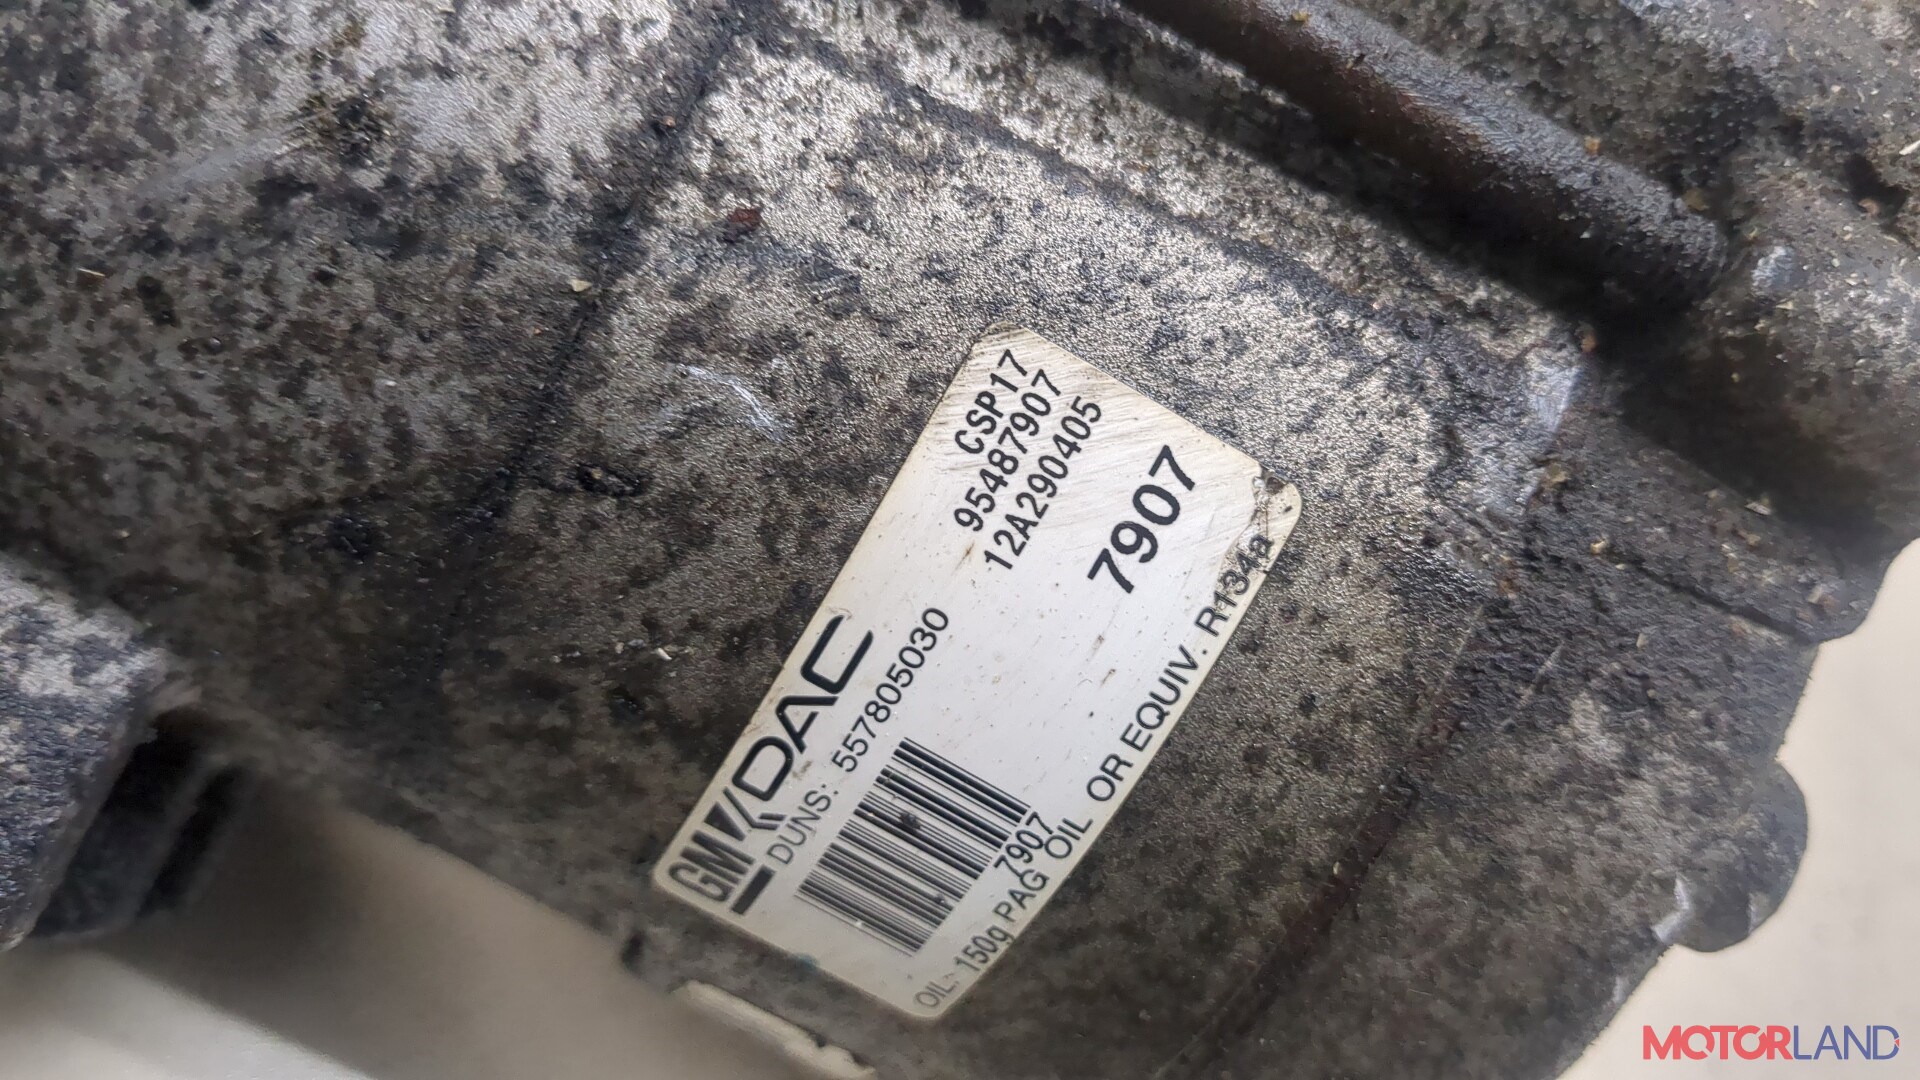 CSP17
95487907
12A290405
7907
GM DAC
DUNS: 557805030
7907
OIL: 150g PAG OIL OR EQUIV. R134a
MOTORLAND